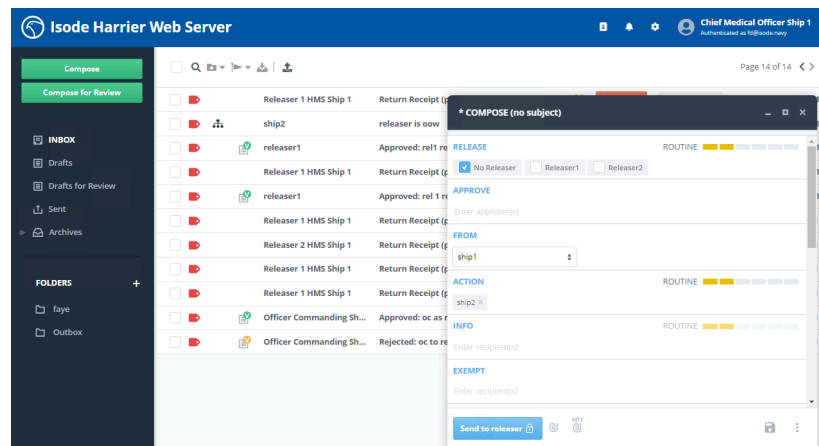 Isode Harrier Web Server
Chief Medical Officer Ship 1
Authenticated as fd@isode.navy
Compose
Compose for Review
INBOX
Drafts
Drafts for Review
Sent
Archives
FOLDERS +
faye
Outbox
Page 14 of 14
Releaser 1 HMS Ship 1 Return Receipt (
ship2 releaser is oow
releaser1 Approved: rel1 re
Releaser 1 HMS Ship 1 Return Receipt (
releaser1 Approved: rel 1
Releaser 1 HMS Ship 1 Return Receipt (
Releaser 2 HMS Ship 1 Return Receipt (
Releaser 1 HMS Ship 1 Return Receipt (
Releaser 1 HMS Ship 1 Return Receipt (
Officer Commanding Sh... Approved: oc as
Officer Commanding Sh... Rejected: oc to re
* COMPOSE (no subject)
RELEASE ROUTINE
No Releaser Releaser1 Releaser2
APPROVE
Enter approver(s)
FROM
ship1
ACTION ROUTINE
ship2 ×
INFO ROUTINE
Enter recipient(s)
EXEMPT
Enter recipient(s)
Send to releaser MTF